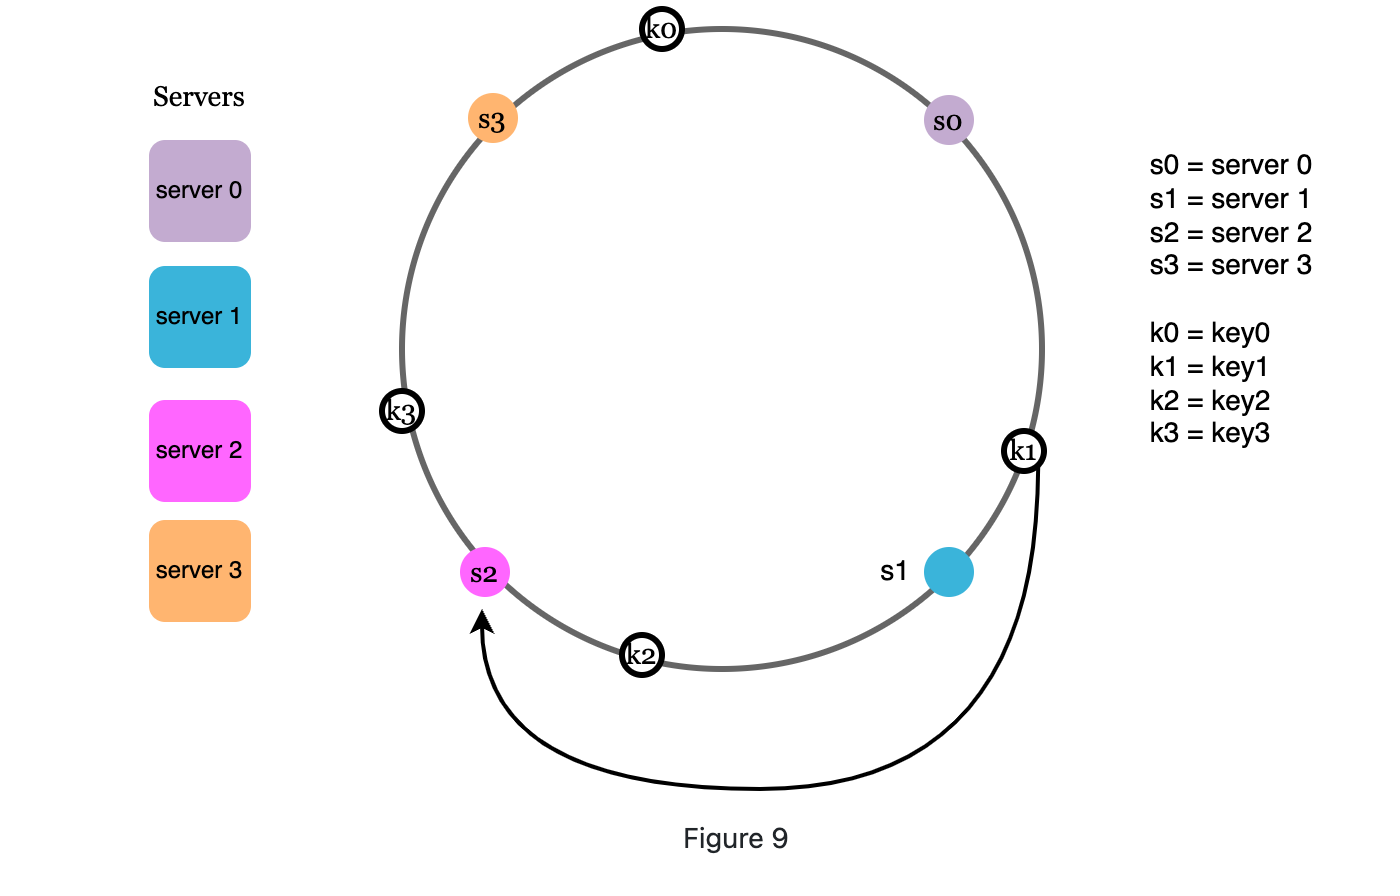 Servers
server 0
server 1
server 2
server 3
k0
s3
s0
k3
k1
s2
s1
k2
s0 = server 0
s1 = server 1
s2 = server 2
s3 = server 3
k0 = key0
k1 = key1
k2 = key2
k3 = key3
Figure 9